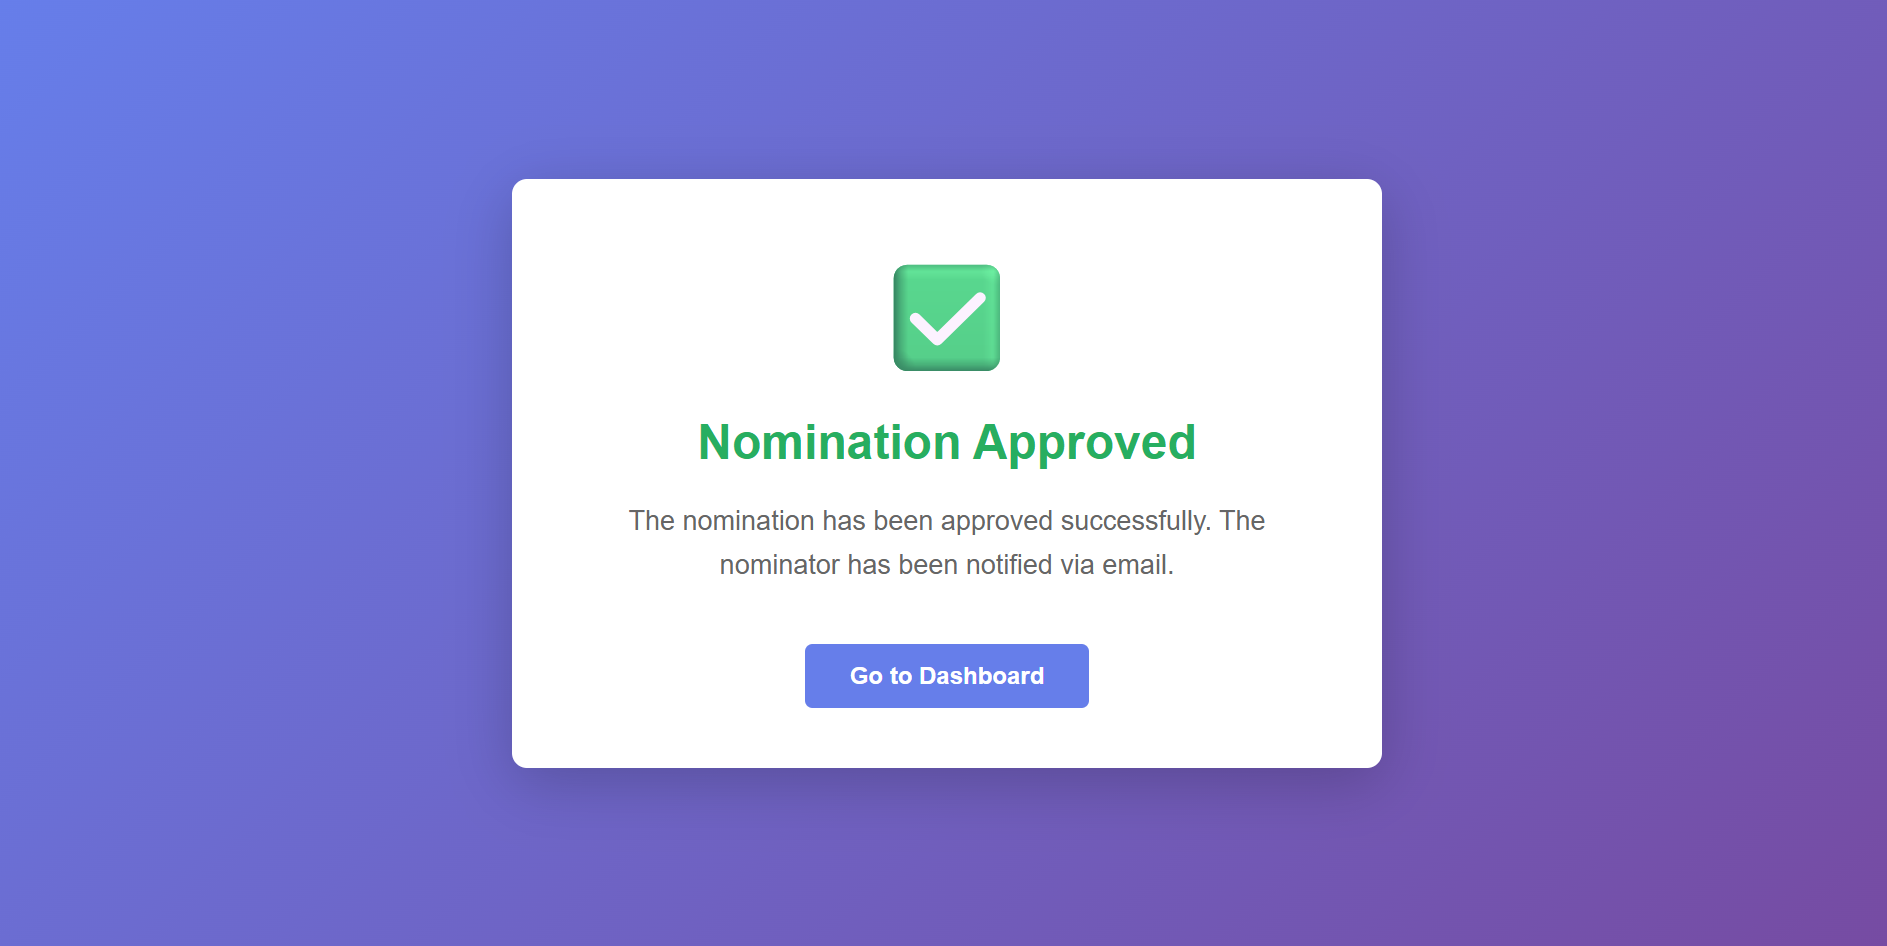 Nomination Approved
The nomination has been approved successfully. The
nominator has been notified via email.
Go to Dashboard